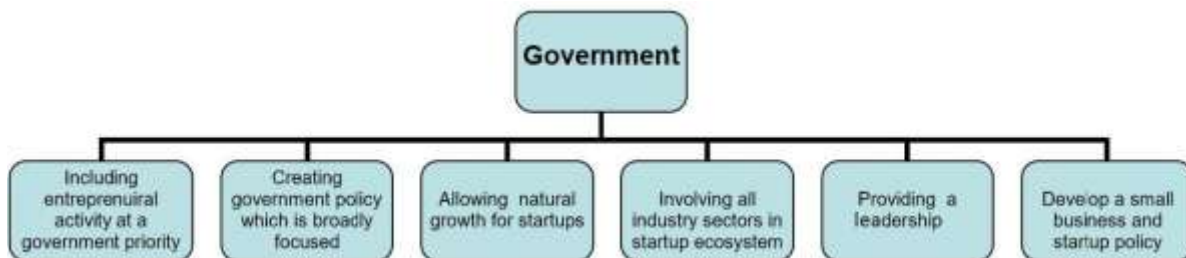 Government
Including
entreprenuiral
activity at a
government priority
Creating
government policy
which is broadly
focused
Allowing natural
growth for startups
Involving all
industry sectors in
startup ecosystem
Providing a
leadership
Develop a small
business and
startup policy